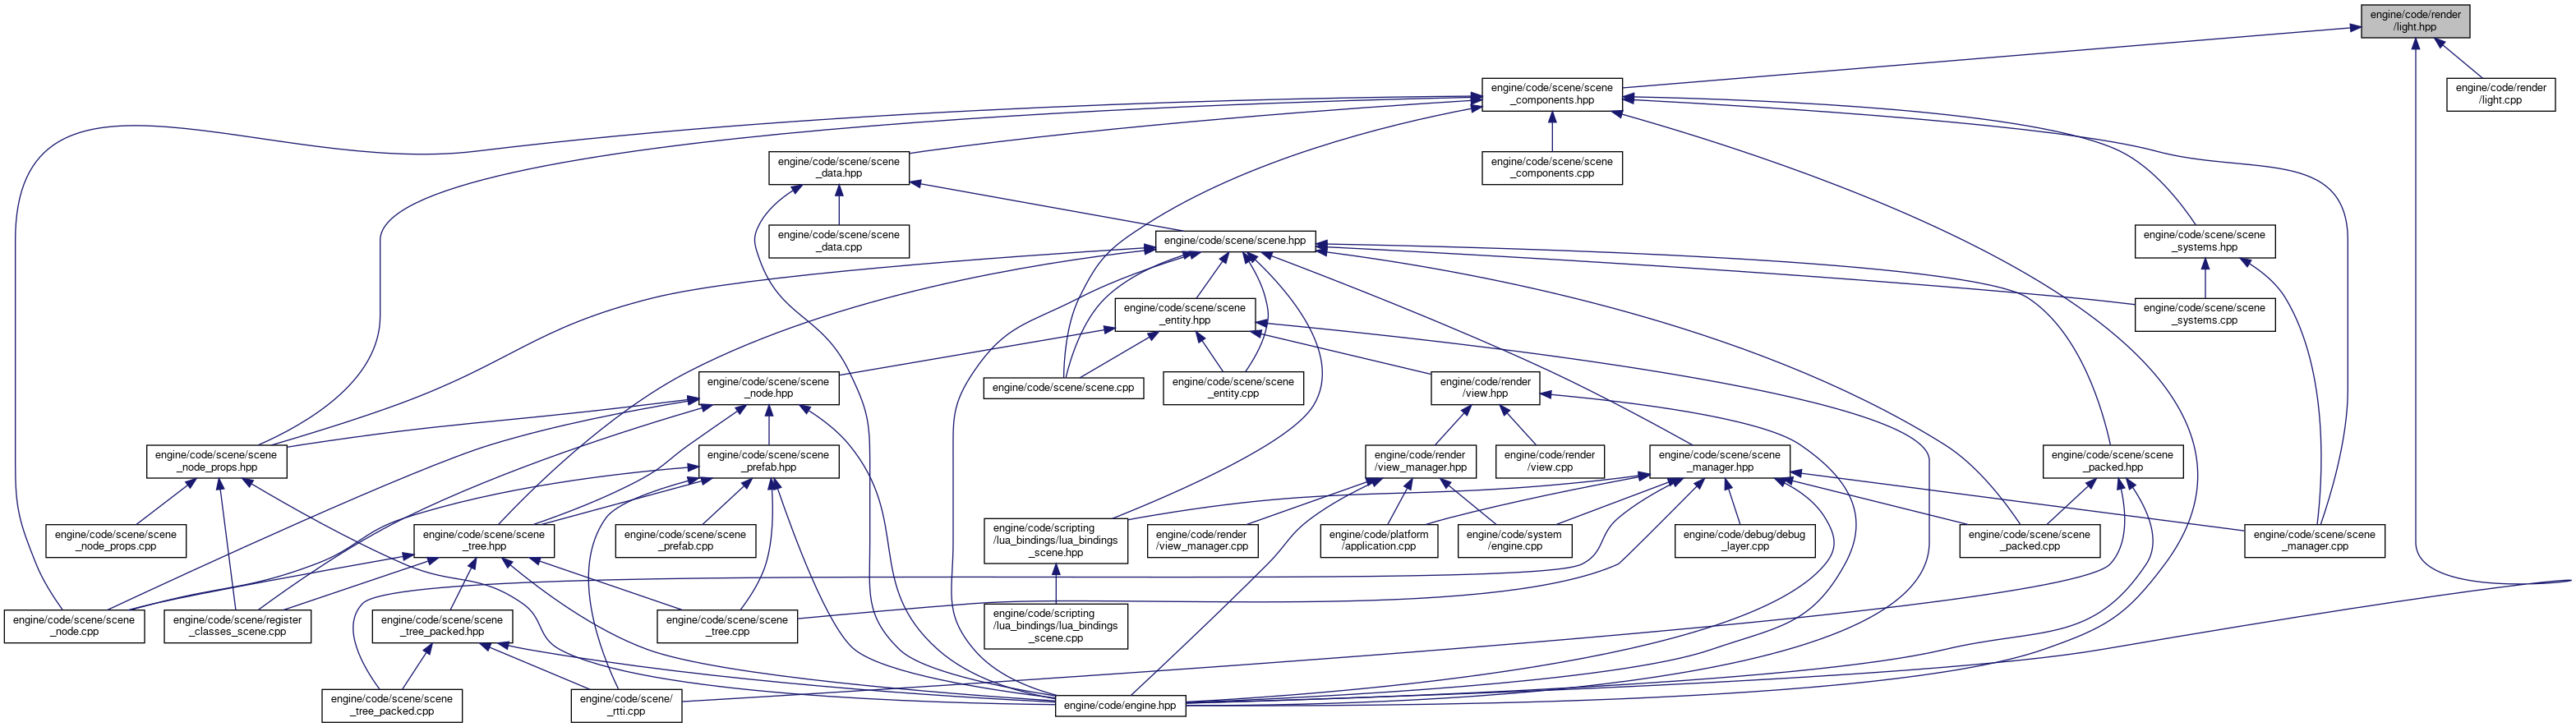 engine/code/render
/light.hpp
engine/code/scene/scene
_components.hpp
engine/code/render
/light.cpp
engine/code/scene/scene
_data.hpp
engine/code/scene/scene
_components.cpp
engine/code/scene/scene
_data.cpp
engine/code/scene/scene.hpp
engine/code/scene/scene
_systems.hpp
engine/code/scene/scene
_entity.hpp
engine/code/scene/scene
_systems.cpp
engine/code/scene/scene
_node.hpp
engine/code/scene/scene.cpp
engine/code/scene/scene
_entity.cpp
engine/code/render
/view.hpp
engine/code/scene/scene
_node_props.hpp
engine/code/scene/scene
_prefab.hpp
engine/code/render
/view_manager.hpp
engine/code/render
/view.cpp
engine/code/scene/scene
_manager.hpp
engine/code/scene/scene
_packed.hpp
engine/code/scene/scene
_node_props.cpp
engine/code/scene/scene
_tree.hpp
engine/code/scene/scene
_prefab.cpp
engine/code/scripting
/lua_bindings/lua_bindings
_scene.hpp
engine/code/render
/view_manager.cpp
engine/code/platform
/application.cpp
engine/code/system
/engine.cpp
engine/code/debug/debug
_layer.cpp
engine/code/scene/scene
_packed.cpp
engine/code/scene/scene
_manager.cpp
engine/code/scene/scene
_node.cpp
engine/code/scene/register
_classes_scene.cpp
engine/code/scene/scene
_tree_packed.hpp
engine/code/scene/scene
_tree.cpp
engine/code/scripting
/lua_bindings/lua_bindings
_scene.cpp
engine/code/scene/scene
_tree_packed.cpp
engine/code/scene/
_rtti.cpp
engine/code/engine.hpp